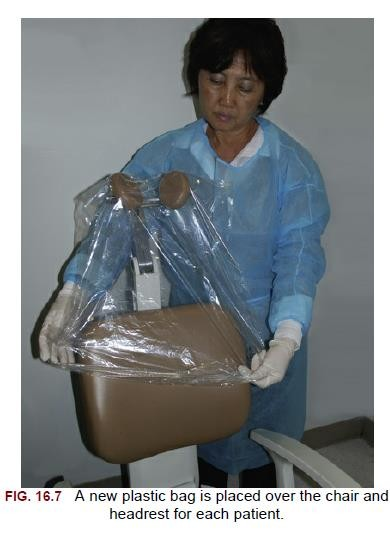 FIG. 16.7 A new plastic bag is placed over the chair and
headrest for each patient.